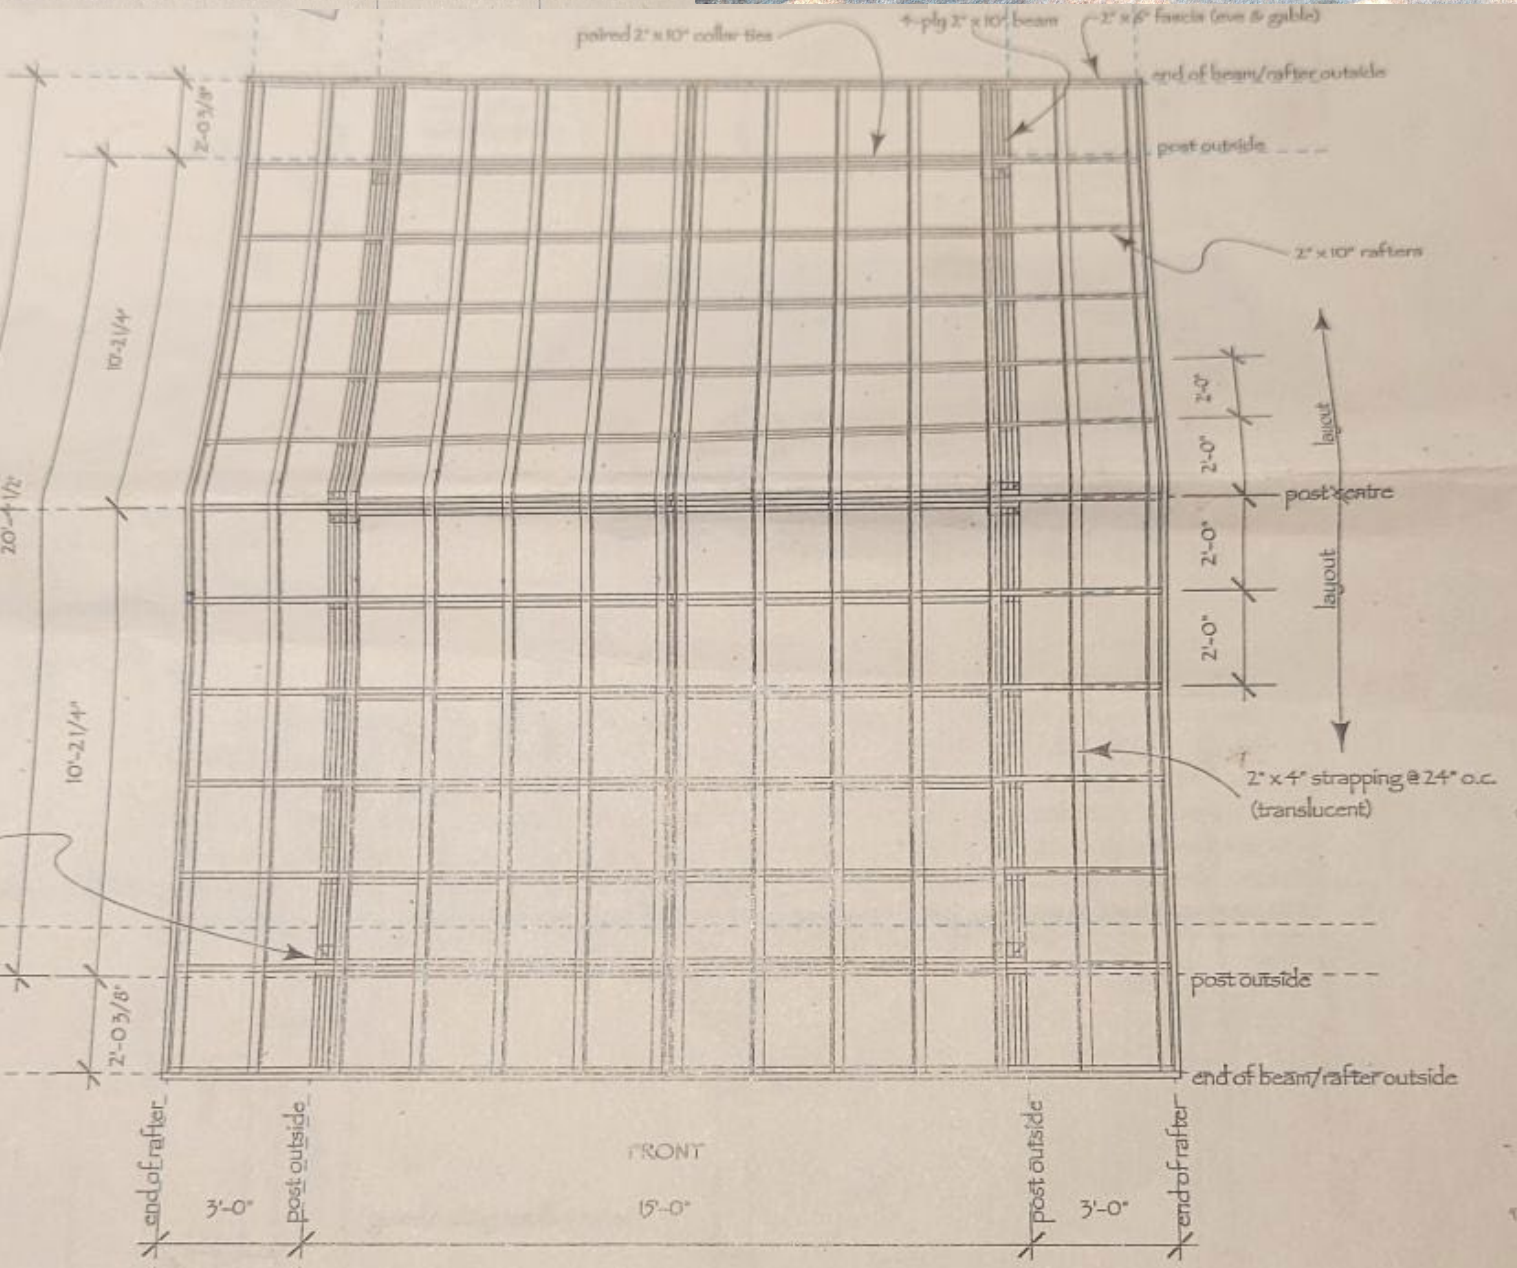 paired 2" x 10" collar ties
4-ply 2" x 10" beam
2" x 6" fascia (eve & gable)
end of beam/rafter outside
2'-0 3/8"
post outside
2" x 10" rafters
10'-2 1/4"
2'-0"
layout
2'-0"
20'-4 1/2"
post centre
2'-0"
layout
2'-0"
10'-2 1/4"
2" x 4" strapping @ 24" o.c.
(translucent)
post outside
2'-0 3/8"
end of beam/rafter outside
end of rafter
post outside
FRONT
post outside
end of rafter
3'-0"
15'-0"
3'-0"